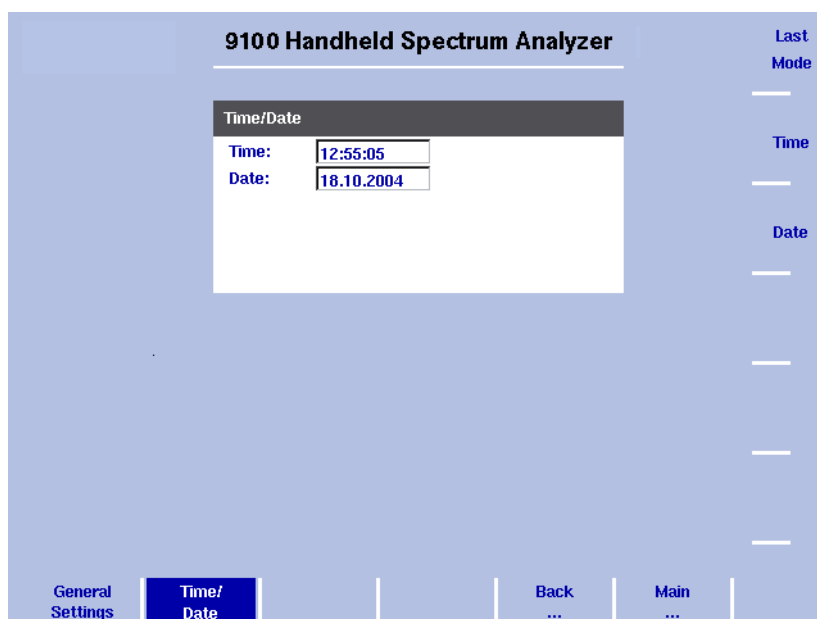 9100 Handheld Spectrum Analyzer
Last
Mode
Time/Date
Time: 12:55:05
Time
Date: 18.10.2004
Date
General
Settings
Time/
Date
Back
...
Main
...